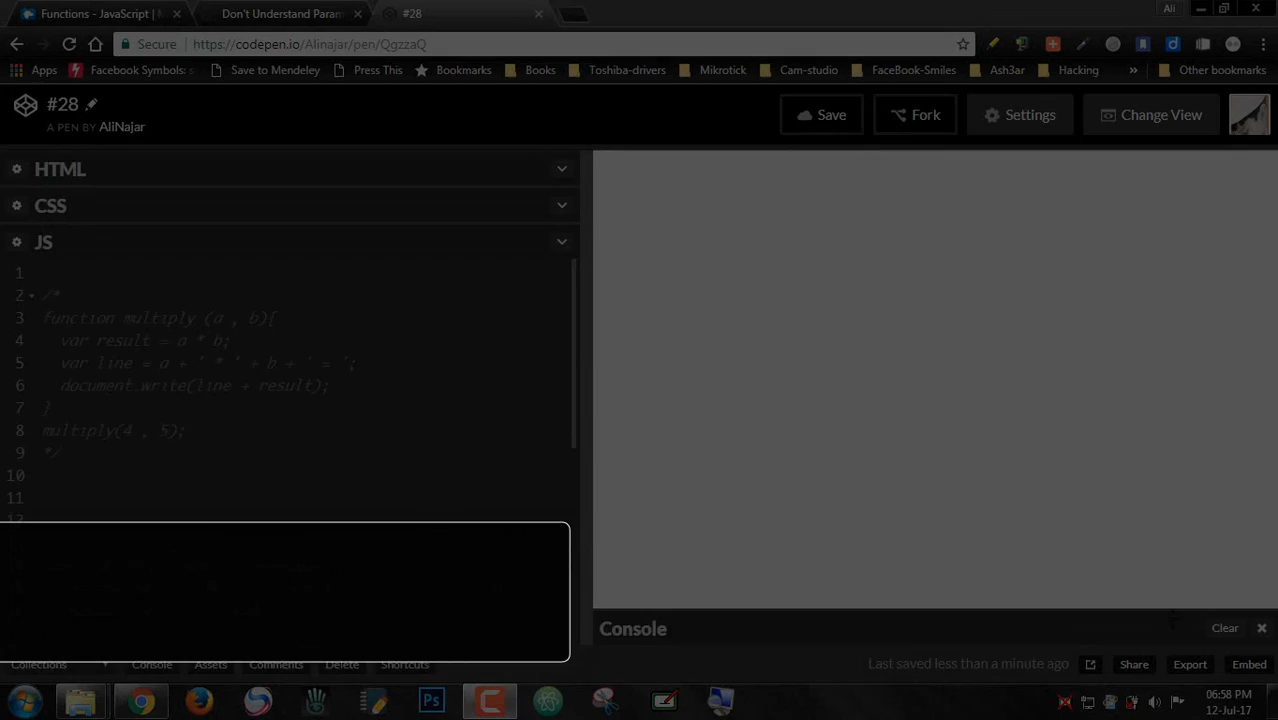 Functions - JavaScript | M
Don't Understand Param
#28
Ali
Secure
https://codepen.io/Alinajar/pen/QgzzaQ
Apps
Facebook Symbols: s
Save to Mendeley
Press This
Bookmarks
Books
Toshiba-drivers
Mikrotick
Cam-studio
FaceBook-Smiles
Ash3ar
Hacking
»
Other bookmarks
#28
A PEN BY AliNajar
Save
Fork
Settings
Change View
HTML
CSS
JS
1
2 /*
3 function multiply (a , b){
4 var result = a * b;
5 var line = a + ' * ' + b + ' = ';
6 document.write(line + result);
7 }
8 multiply(4 , 5);
9 */
10
11
12
Console
Clear
Collections
Console
Assets
Comments
Delete
Shortcuts
Last saved less than a minute ago
Share
Export
Embed
Ps
06:58 PM
12-Jul-17